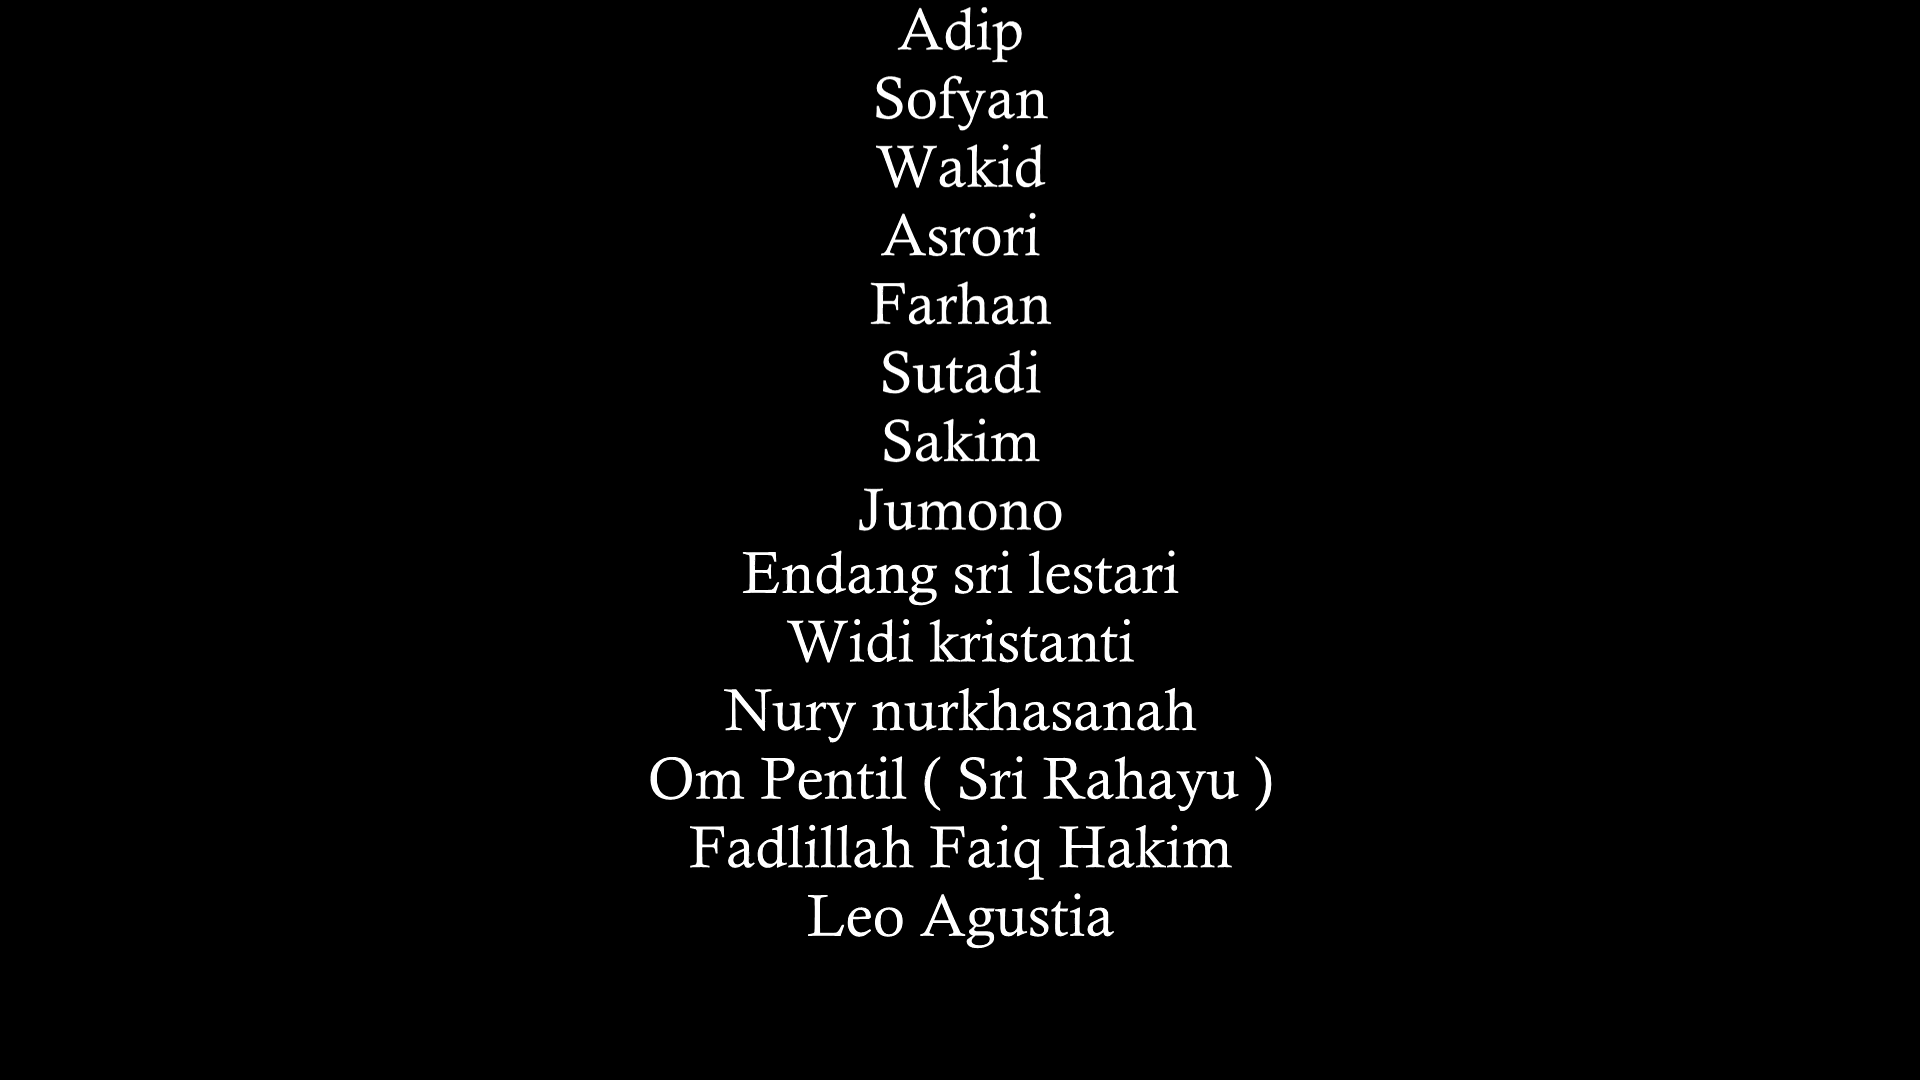 Adip
Sofyan
Wakid
Asrori
Farhan
Sutadi
Sakim
Jumono
Endang sri lestari
Widi kristanti
Nury nurkhasanah
Om Pentil ( Sri Rahayu )
Fadlillah Faiq Hakim
Leo Agustia